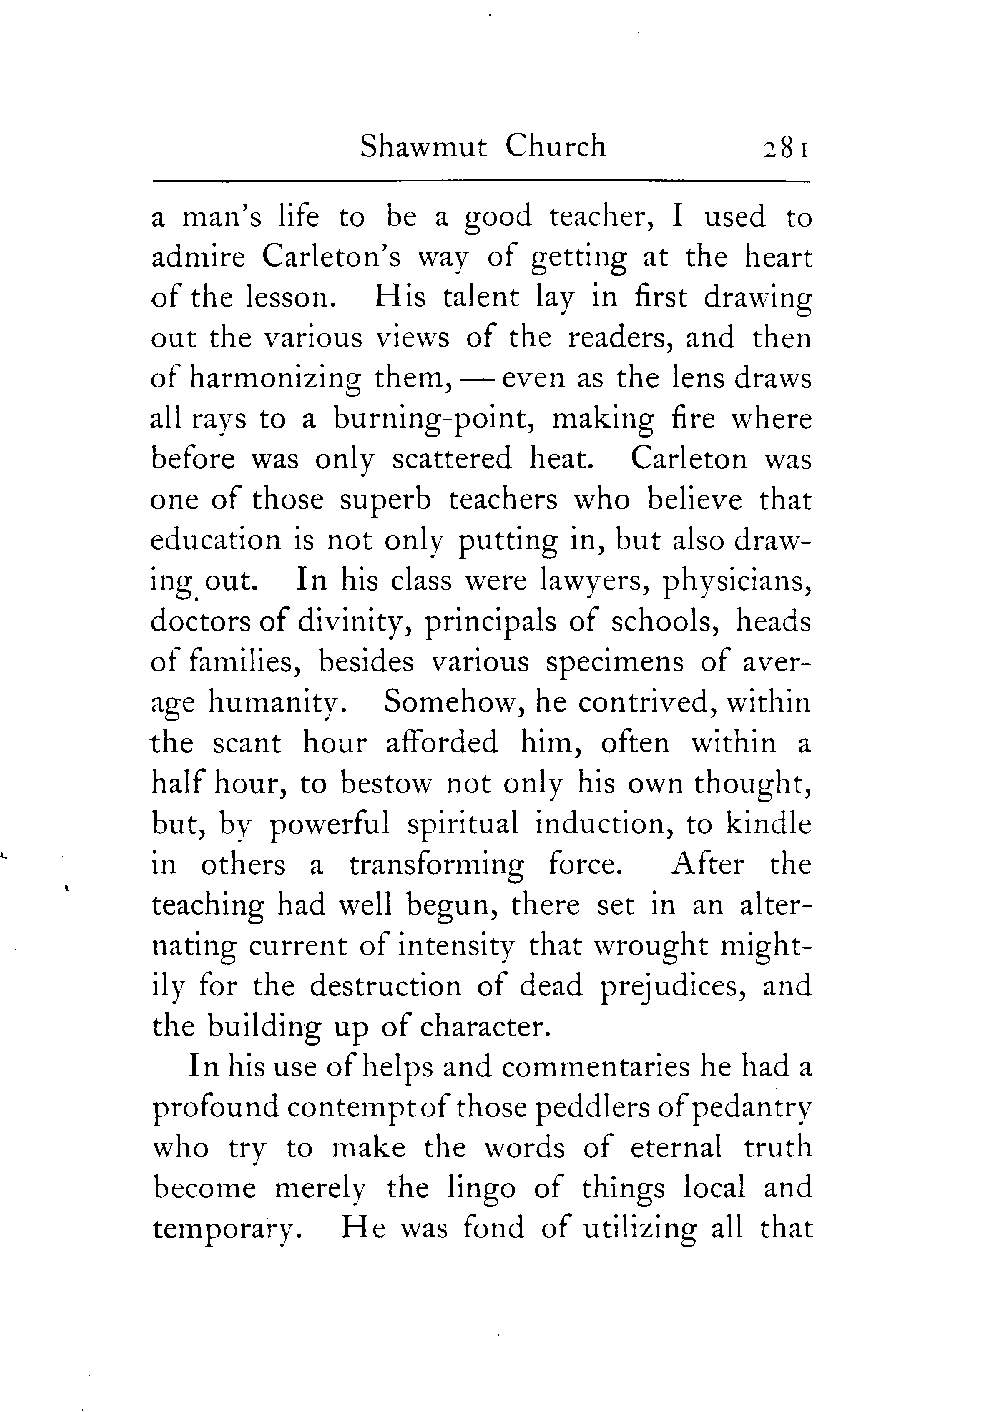 Shawmut Church 281
a man's life to be a good teacher, I used to
admire Carleton's way of getting at the heart
of the lesson. His talent lay in first drawing
out the various views of the readers, and then
of harmonizing them, — even as the lens draws
all rays to a burning-point, making fire where
before was only scattered heat. Carleton was
one of those superb teachers who believe that
education is not only putting in, but also draw-
ing out. In his class were lawyers, physicians,
doctors of divinity, principals of schools, heads
of families, besides various specimens of aver-
age humanity. Somehow, he contrived, within
the scant hour afforded him, often within a
half hour, to bestow not only his own thought,
but, by powerful spiritual induction, to kindle
in others a transforming force. After the
teaching had well begun, there set in an alter-
nating current of intensity that wrought might-
ily for the destruction of dead prejudices, and
the building up of character.
In his use of helps and commentaries he had a
profound contempt of those peddlers of pedantry
who try to make the words of eternal truth
become merely the lingo of things local and
temporary. He was fond of utilizing all that